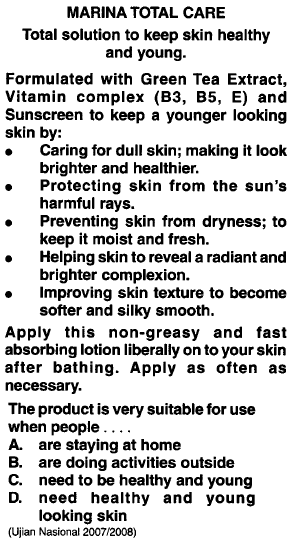 MARINA TOTAL CARE
Total solution to keep skin healthy
and young.
Formulated with Green Tea Extract,
Vitamin complex (B3, B5, E) and
Sunscreen to keep a younger looking
skin by:
• Caring for dull skin; making it look
brighter and healthier.
• Protecting skin from the sun's
harmful rays.
• Preventing skin from dryness; to
keep it moist and fresh.
• Helping skin to reveal a radiant and
brighter complexion.
• Improving skin texture to become
softer and silky smooth.
Apply this non-greasy and fast
absorbing lotion liberally on to your skin
after bathing. Apply as often as
necessary.
The product is very suitable for use
when people . . . .
A. are staying at home
B. are doing activities outside
C. need to be healthy and young
D. need healthy and young
looking skin
(Ujian Nasional 2007/2008)